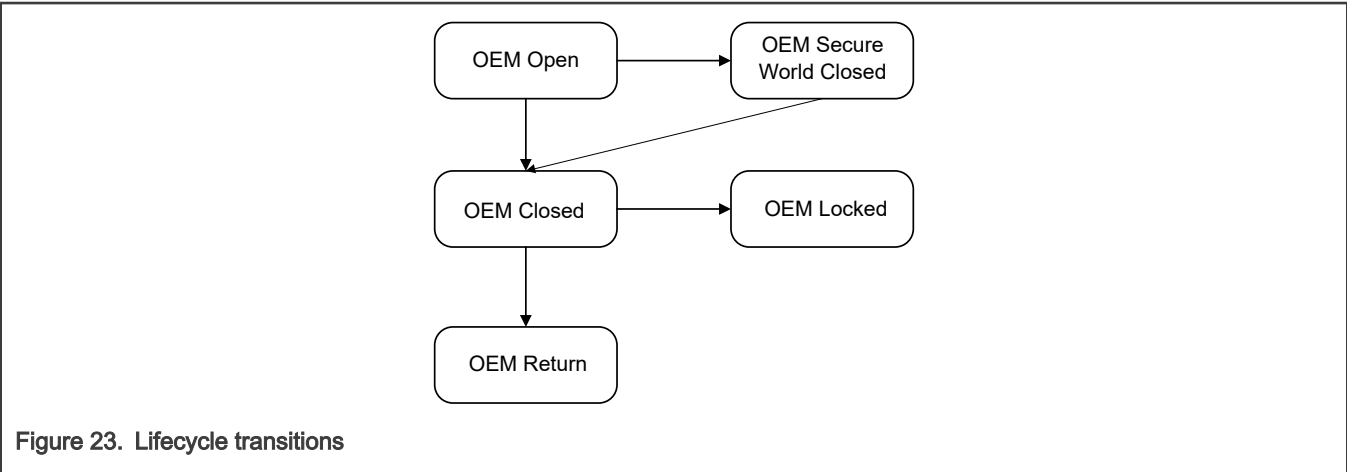 OEM Open
OEM Secure
World Closed
OEM Closed
OEM Locked
OEM Return
Figure 23. Lifecycle transitions